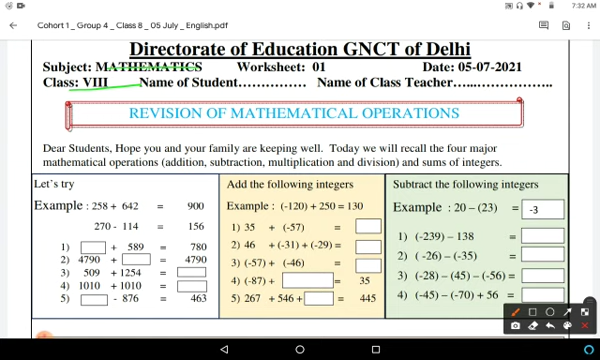 7:32 AM
Cohort 1 _ Group 4 _ Class 8 _ 05 July _ English.pdf
Directorate of Education GNCT of Delhi
Subject: MATHEMATICS Worksheet: 01 Date: 05-07-2021
Class: VIII Name of Student…………… Name of Class Teacher…...……………..
REVISION OF MATHEMATICAL OPERATIONS
Dear Students, Hope you and your family are keeping well. Today we will recall the four major
mathematical operations (addition, subtraction, multiplication and division) and sums of integers.
Let's try
Example : 258 + 642 = 900
270 - 114 = 156
1) + 589 = 780
2) 4790 + = 4790
3) 509 + 1254 =
4) 1010 + 1010 =
5) - 876 = 463
Add the following integers
Example : (-120) + 250 = 130
1) 35 + (-57) =
2) 46 + (-31) + (-29) =
3) (-57) + (-46) =
4) (-87) + = 35
5) 267 + 546 + = 445
Subtract the following integers
Example : 20 – (23) = -3
1) (-239) – 138 =
2) ( -26) – (-35) =
3) (-28) – (45) – (-56) =
4) (-45) – (-70) + 56 =